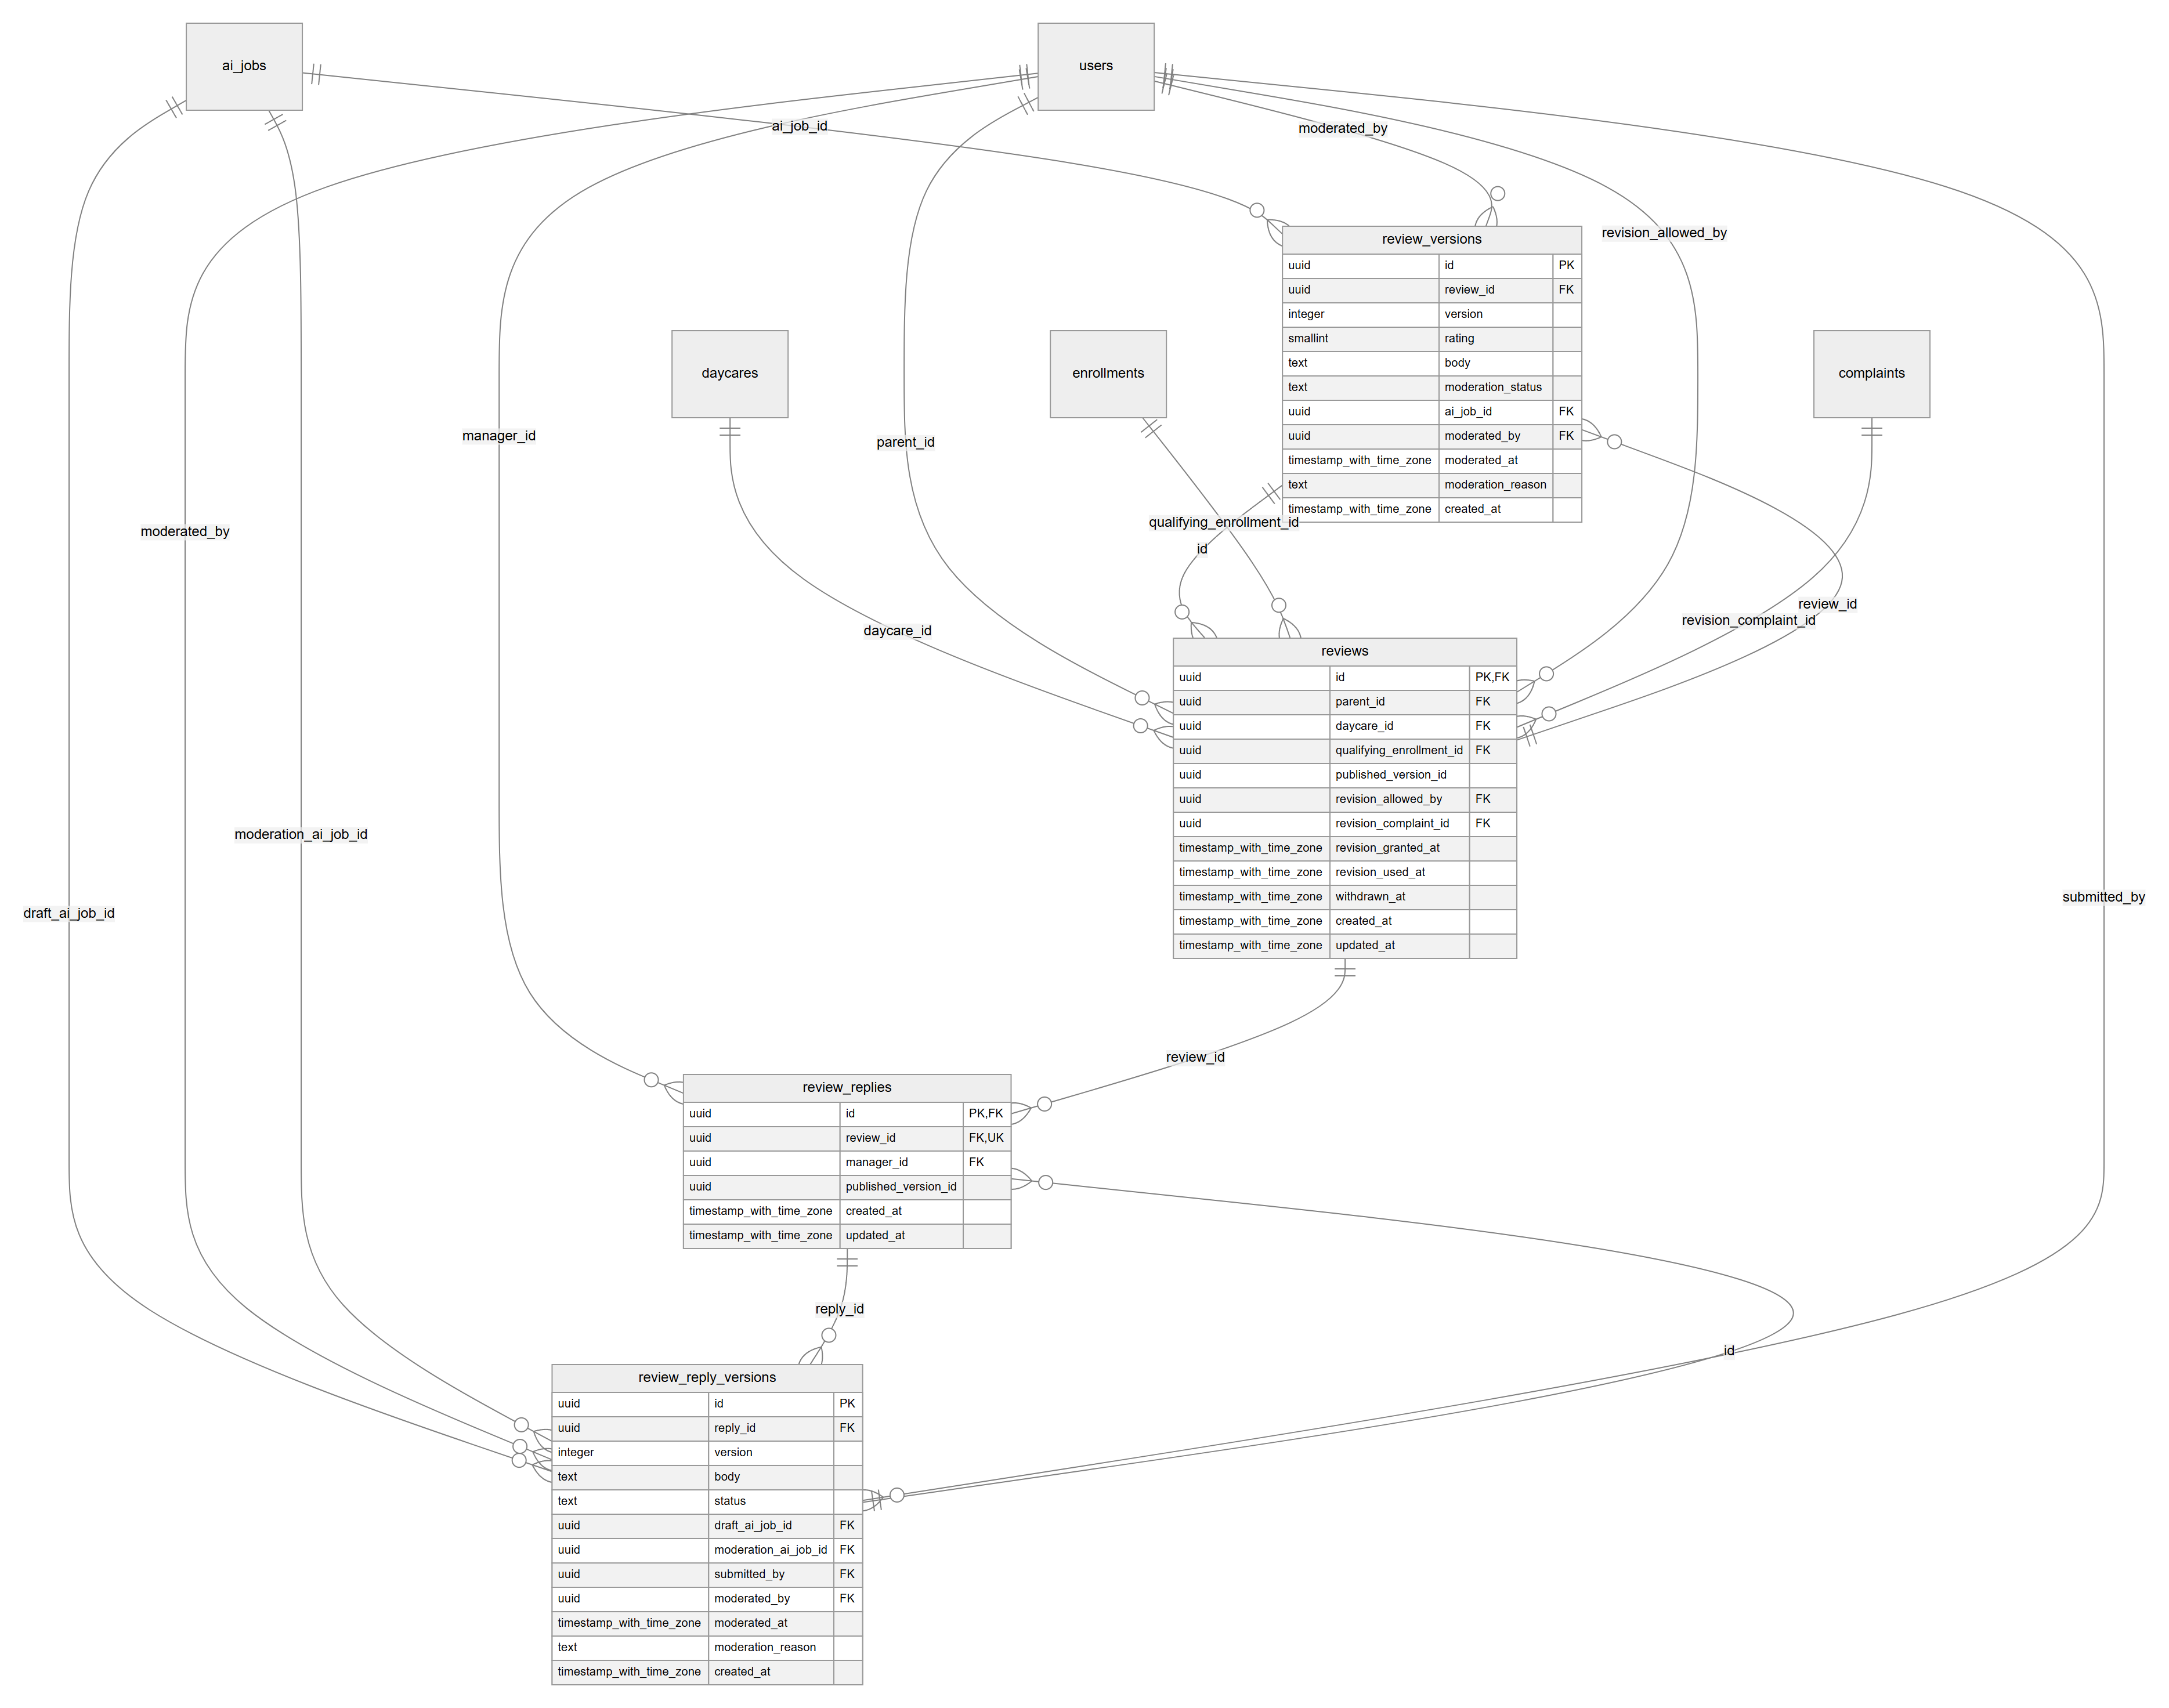 ai_jobs
users
ai_job_id
moderated_by
revision_allowed_by
review_versions
uuid id PK
uuid review_id FK
integer version
smallint rating
text body
text moderation_status
uuid ai_job_id FK
uuid moderated_by FK
timestamp_with_time_zone moderated_at
text moderation_reason
timestamp_with_time_zone created_at
daycares
enrollments
complaints
manager_id
parent_id
moderated_by
qualifying_enrollment_id
id
review_id
revision_complaint_id
daycare_id
reviews
uuid id PK,FK
uuid parent_id FK
uuid daycare_id FK
uuid qualifying_enrollment_id FK
uuid published_version_id
uuid revision_allowed_by FK
uuid revision_complaint_id FK
timestamp_with_time_zone revision_granted_at
timestamp_with_time_zone revision_used_at
timestamp_with_time_zone withdrawn_at
timestamp_with_time_zone created_at
timestamp_with_time_zone updated_at
moderation_ai_job_id
draft_ai_job_id
submitted_by
review_id
review_replies
uuid id PK,FK
uuid review_id FK,UK
uuid manager_id FK
uuid published_version_id
timestamp_with_time_zone created_at
timestamp_with_time_zone updated_at
reply_id
id
review_reply_versions
uuid id PK
uuid reply_id FK
integer version
text body
text status
uuid draft_ai_job_id FK
uuid moderation_ai_job_id FK
uuid submitted_by FK
uuid moderated_by FK
timestamp_with_time_zone moderated_at
text moderation_reason
timestamp_with_time_zone created_at